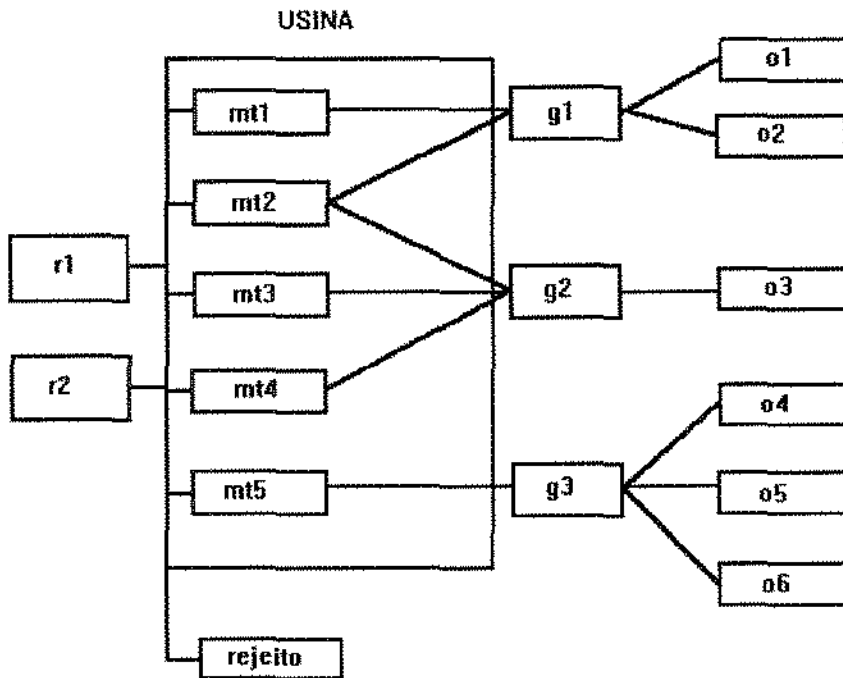 USINA
r1
r2
mt1
mt2
mt3
mt4
mt5
rejeito
g1
g2
g3
o1
o2
o3
o4
o5
o6